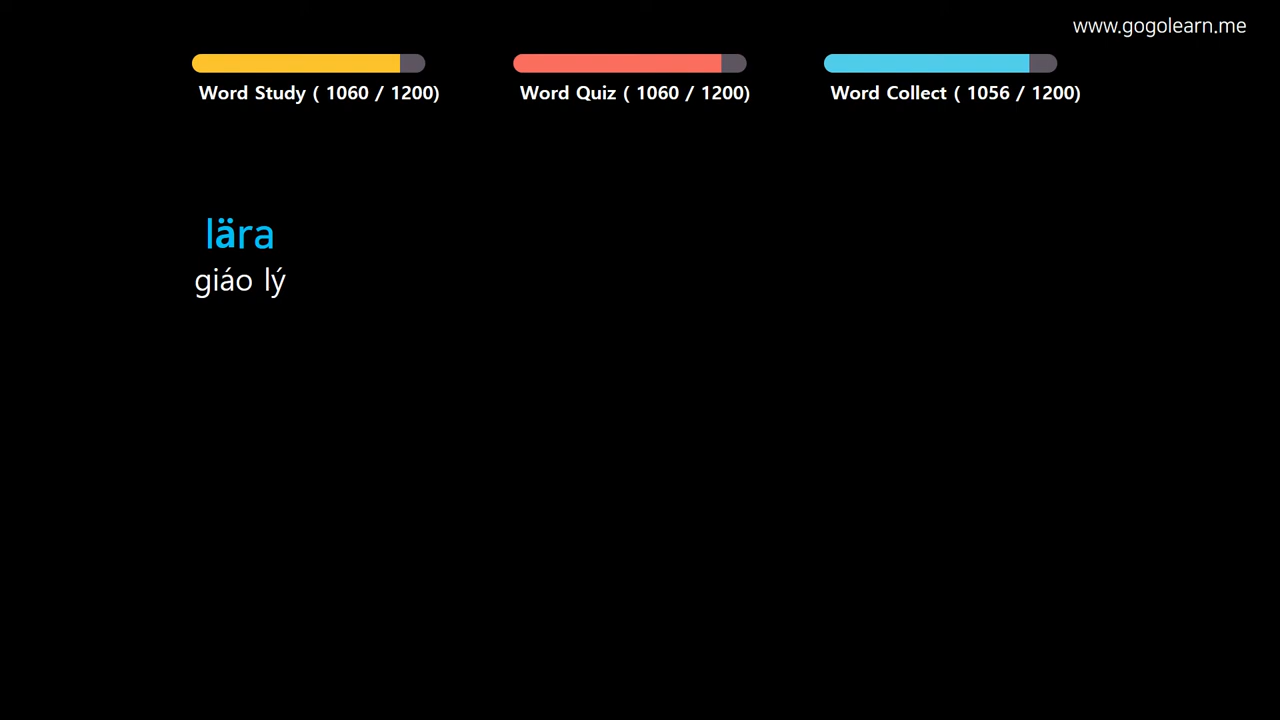 www.gogolearn.me
Word Study ( 1060 / 1200)
Word Quiz ( 1060 / 1200)
Word Collect ( 1056 / 1200)
lära
giáo lý